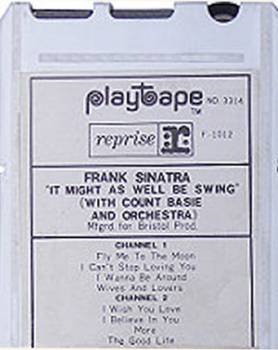 playtape NO. 3314
TM
reprise R F-1012
FRANK SINATRA
"IT MIGHT AS WELL BE SWING"
(WITH COUNT BASIE
AND ORCHESTRA)
Mfgrd. for Bristol Prod.
CHANNEL 1
Fly Me To The Moon
I Can't Stop Loving You
I Wanna Be Around
Wives And Lovers
CHANNEL 2
I Wish You Love
I Believe In You
More
The Good Life